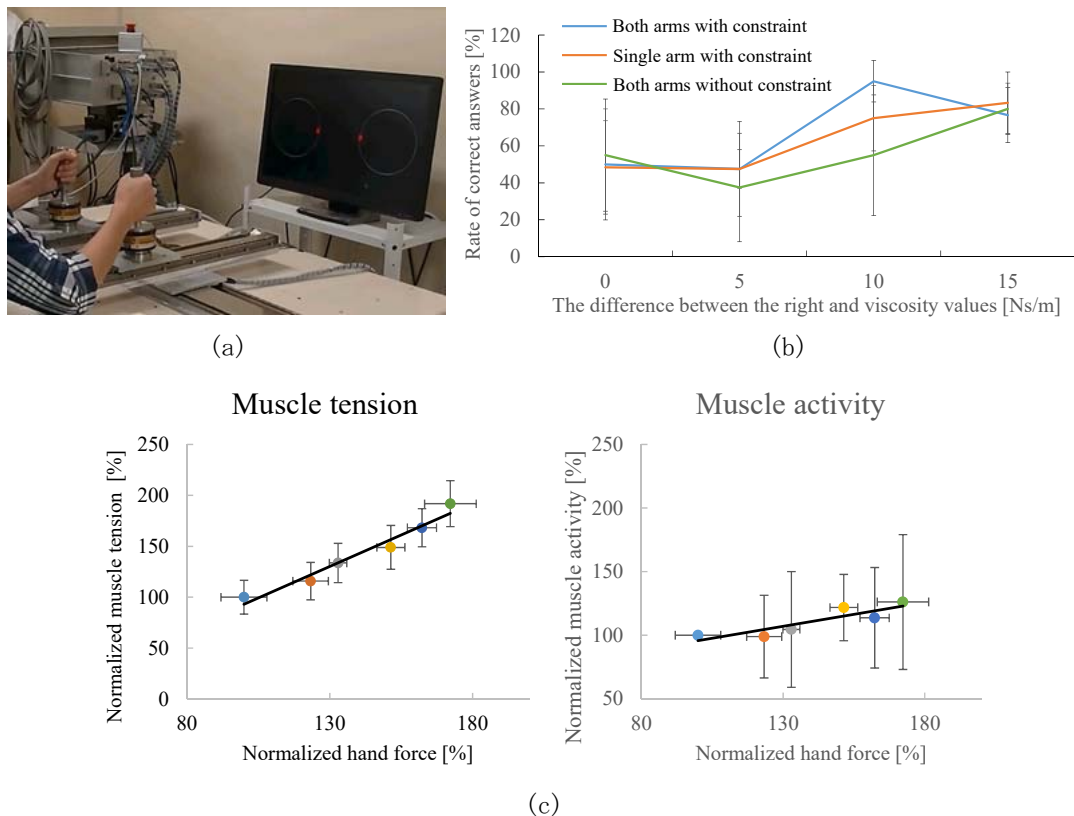 Both arms with constraint
Single arm with constraint
Both arms without constraint
Rate of correct answers [%]
120
100
80
60
40
20
0
0 5 10 15
The difference between the right and viscosity values [Ns/m]
(a) (b)
Muscle tension
Normalized muscle tension [%]
250
200
150
100
50
0
80 130 180
Normalized hand force [%]
Muscle activity
Normalized muscle activity [%]
250
200
150
100
50
80 130 180
Normalized hand force [%]
(c)